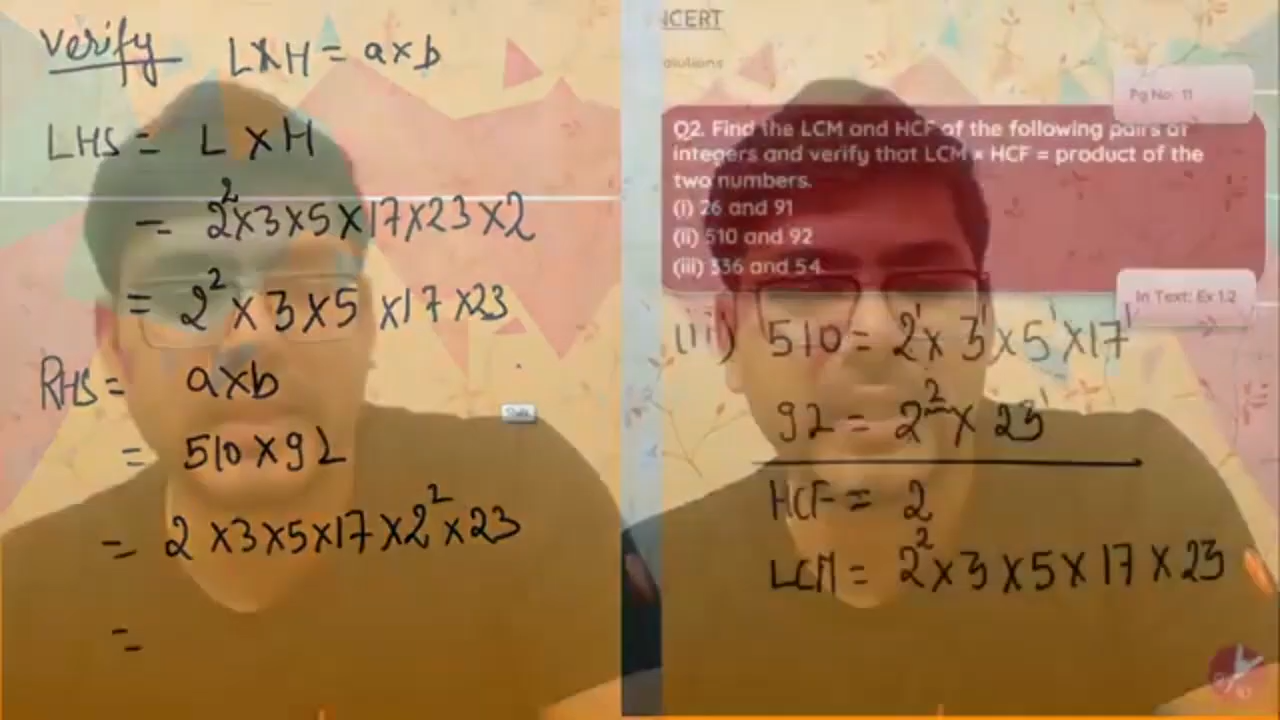 Verify L×H = a×b
LHS = L × H
= 2²×3×5×17×23×2
= 2² × 3 × 5 × 17 × 23
RHS = a×b
= 510 × 92
= 2 ×3×5×17×2²×23
=
NCERT
olutions
Pg No: 11
Q2. Find the LCM and HCF of the following pairs of
integers and verify that LCM × HCF = product of the
two numbers.
(i) 26 and 91
(ii) 510 and 92
(iii) 336 and 54
In Text: Ex 1.2
(ii) 510 = 2¹× 3¹×5¹×17¹
92 = 2² × 23¹
HCF = 2
LCM = 2² × 3 × 5 × 17 × 23